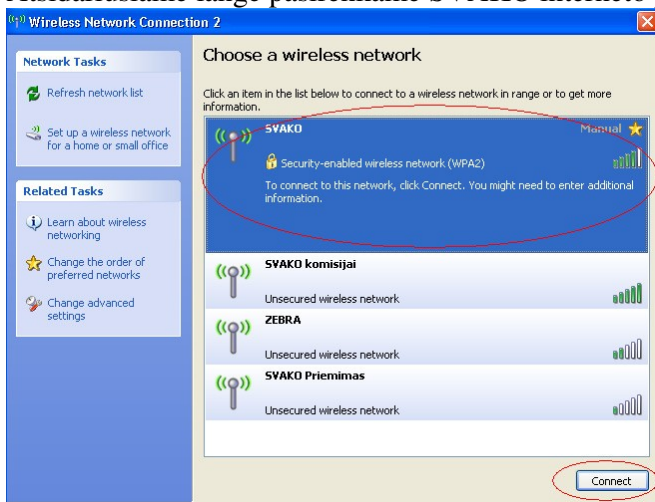 Wireless Network Connection 2
Network Tasks
Refresh network list
Set up a wireless network
for a home or small office
Related Tasks
Learn about wireless
networking
Change the order of
preferred networks
Change advanced
settings
Choose a wireless network
Click an item in the list below to connect to a wireless network in range or to get more
information.
SVAKO
Manual
Security-enabled wireless network (WPA2)
To connect to this network, click Connect. You might need to enter additional
information.
SVAKO komisijai
Unsecured wireless network
ZEBRA
Unsecured wireless network
SVAKO Priemimas
Unsecured wireless network
Connect